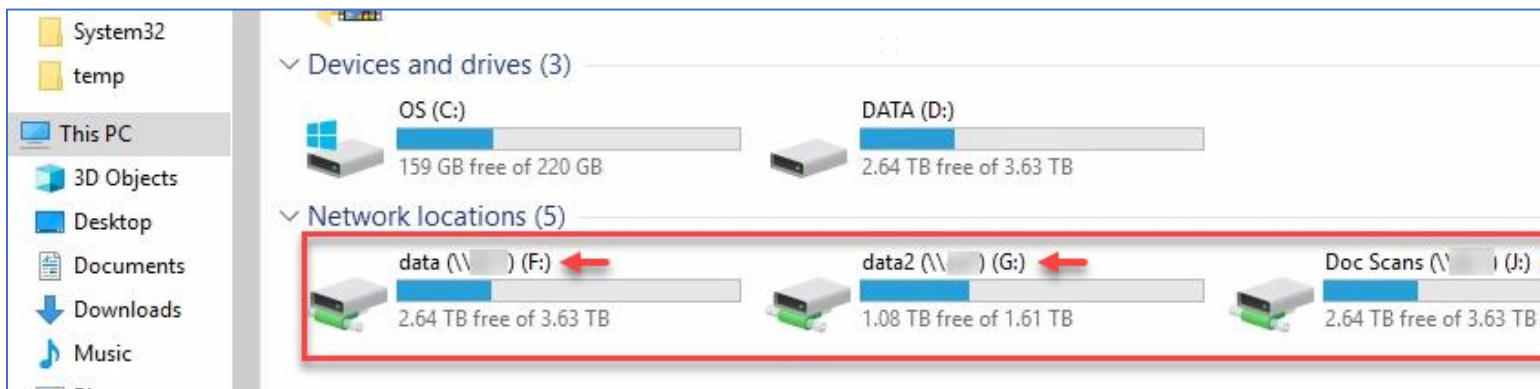 System32
temp
This PC
3D Objects
Desktop
Documents
Downloads
Music
Devices and drives (3)
OS (C:)
159 GB free of 220 GB
DATA (D:)
2.64 TB free of 3.63 TB
Network locations (5)
data (\\ ) (F:)
2.64 TB free of 3.63 TB
data2 (\\ ) (G:)
1.08 TB free of 1.61 TB
Doc Scans (\\ ) (J:)
2.64 TB free of 3.63 TB